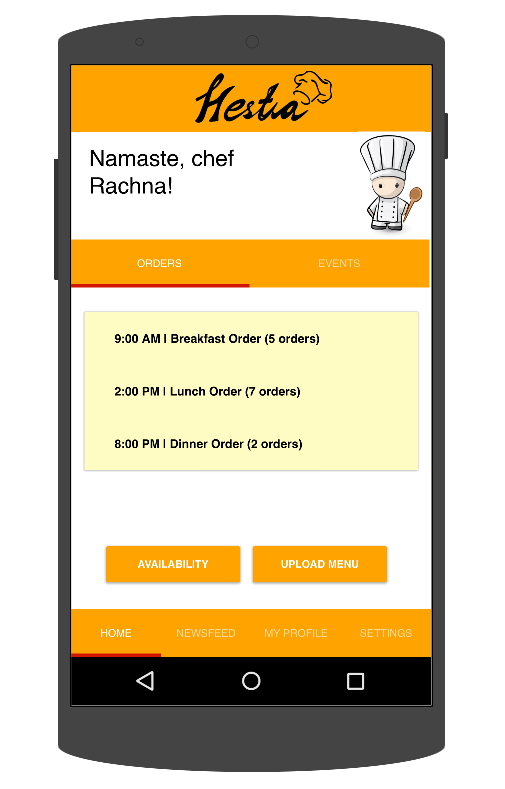 Hestia
Namaste, chef
Rachna!
ORDERS EVENTS
9:00 AM | Breakfast Order (5 orders)
2:00 PM | Lunch Order (7 orders)
8:00 PM | Dinner Order (2 orders)
AVAILABILITY UPLOAD MENU
HOME NEWSFEED MY PROFILE SETTINGS